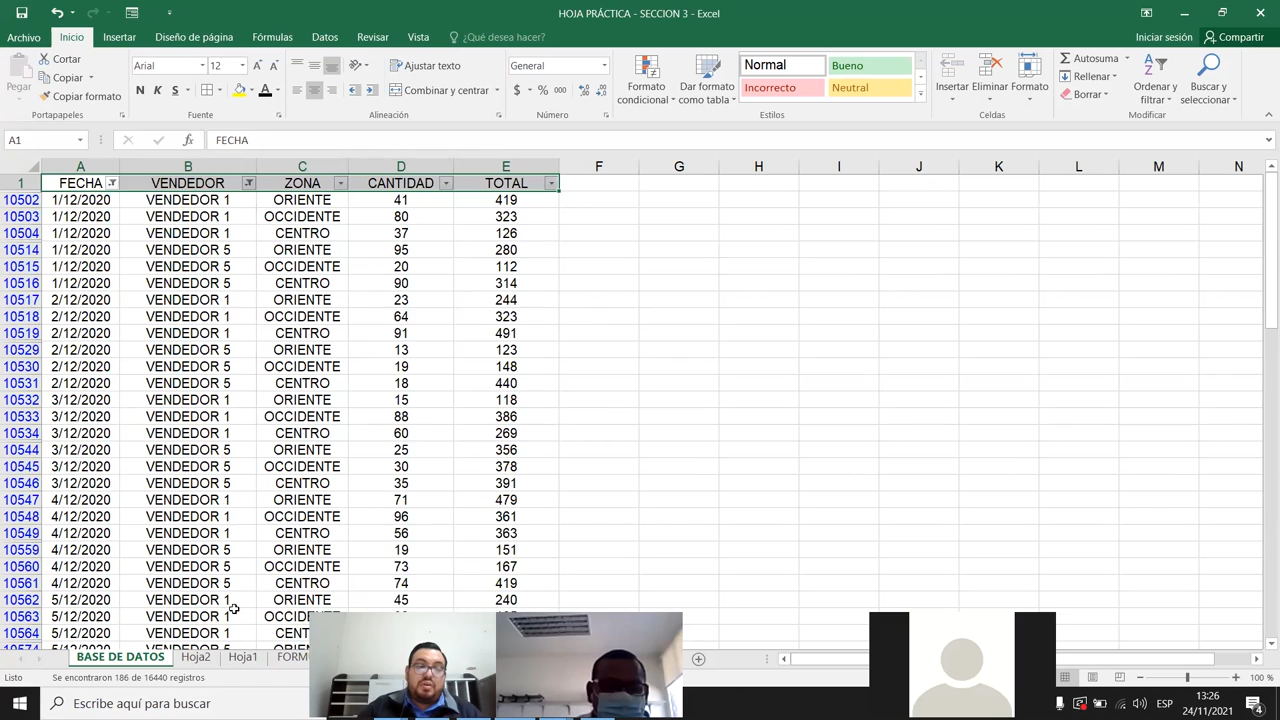 HOJA PRÁCTICA - SECCION 3 - Excel
Archivo Inicio Insertar Diseño de página Fórmulas Datos Revisar Vista ¿Qué desea hacer? Iniciar sesión Compartir
Pegar
Cortar
Copiar
Copiar formato
Portapapeles
Arial 12
N K S
Fuente
Ajustar texto
Combinar y centrar
Alineación
General
$ % 000
Número
Formato condicional
Dar formato como tabla
Normal Bueno
Incorrecto Neutral
Estilos
Insertar Eliminar Formato
Celdas
Autosuma
Rellenar
Borrar
Ordenar y filtrar
Buscar y seleccionar
Modificar
A1 fx FECHA
A B C D E F G H I J K L M N
1 FECHA VENDEDOR ZONA CANTIDAD TOTAL
10502 1/12/2020 VENDEDOR 1 ORIENTE 41 419
10503 1/12/2020 VENDEDOR 1 OCCIDENTE 80 323
10504 1/12/2020 VENDEDOR 1 CENTRO 37 126
10514 1/12/2020 VENDEDOR 5 ORIENTE 95 280
10515 1/12/2020 VENDEDOR 5 OCCIDENTE 20 112
10516 1/12/2020 VENDEDOR 5 CENTRO 90 314
10517 2/12/2020 VENDEDOR 1 ORIENTE 23 244
10518 2/12/2020 VENDEDOR 1 OCCIDENTE 64 323
10519 2/12/2020 VENDEDOR 1 CENTRO 91 491
10529 2/12/2020 VENDEDOR 5 ORIENTE 13 123
10530 2/12/2020 VENDEDOR 5 OCCIDENTE 19 148
10531 2/12/2020 VENDEDOR 5 CENTRO 18 440
10532 3/12/2020 VENDEDOR 1 ORIENTE 15 118
10533 3/12/2020 VENDEDOR 1 OCCIDENTE 88 386
10534 3/12/2020 VENDEDOR 1 CENTRO 60 269
10544 3/12/2020 VENDEDOR 5 ORIENTE 25 356
10545 3/12/2020 VENDEDOR 5 OCCIDENTE 30 378
10546 3/12/2020 VENDEDOR 5 CENTRO 35 391
10547 4/12/2020 VENDEDOR 1 ORIENTE 71 479
10548 4/12/2020 VENDEDOR 1 OCCIDENTE 96 361
10549 4/12/2020 VENDEDOR 1 CENTRO 56 363
10559 4/12/2020 VENDEDOR 5 ORIENTE 19 151
10560 4/12/2020 VENDEDOR 5 OCCIDENTE 73 167
10561 4/12/2020 VENDEDOR 5 CENTRO 74 419
10562 5/12/2020 VENDEDOR 1 ORIENTE 45 240
10563 5/12/2020 VENDEDOR 1 OCCID
10564 5/12/2020 VENDEDOR 1 CENT
10574 5/12/2020 VENDEDOR 5
BASE DE DATOS Hoja2 Hoja1 FORM
Listo Se encontraron 186 de 16440 registros 100 %
Escribe aquí para buscar ESP 13:26
24/11/2021